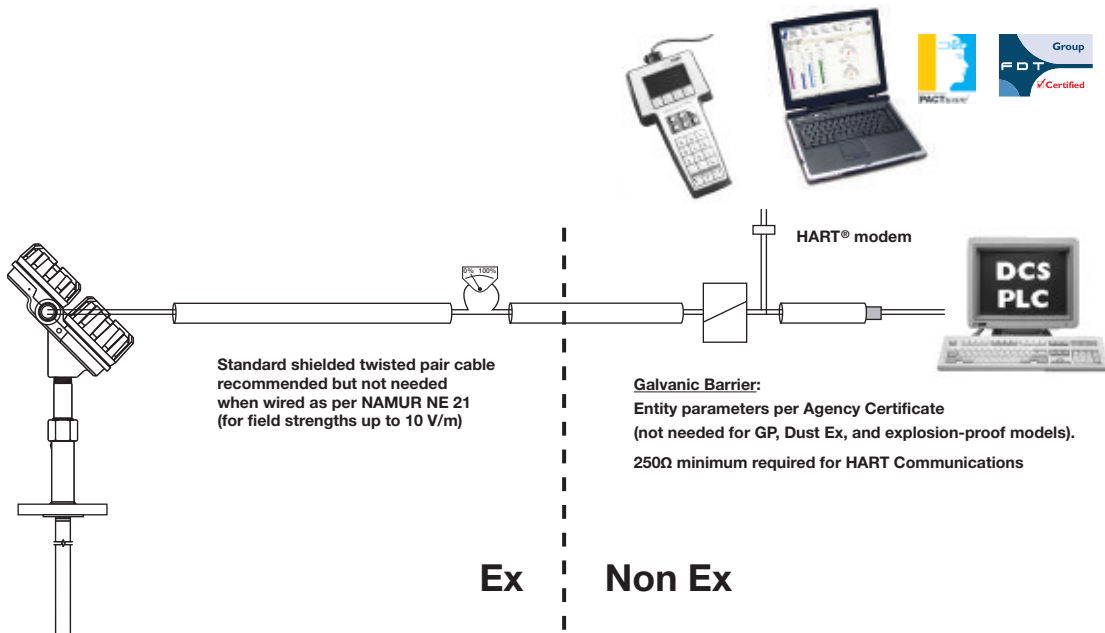 Group
FDT
Certified
PACTware
HART® modem
0% 100%
DCS
PLC
Standard shielded twisted pair cable
recommended but not needed
when wired as per NAMUR NE 21
(for field strengths up to 10 V/m)
Galvanic Barrier:
Entity parameters per Agency Certificate
(not needed for GP, Dust Ex, and explosion-proof models).
250Ω minimum required for HART Communications
Ex
Non Ex